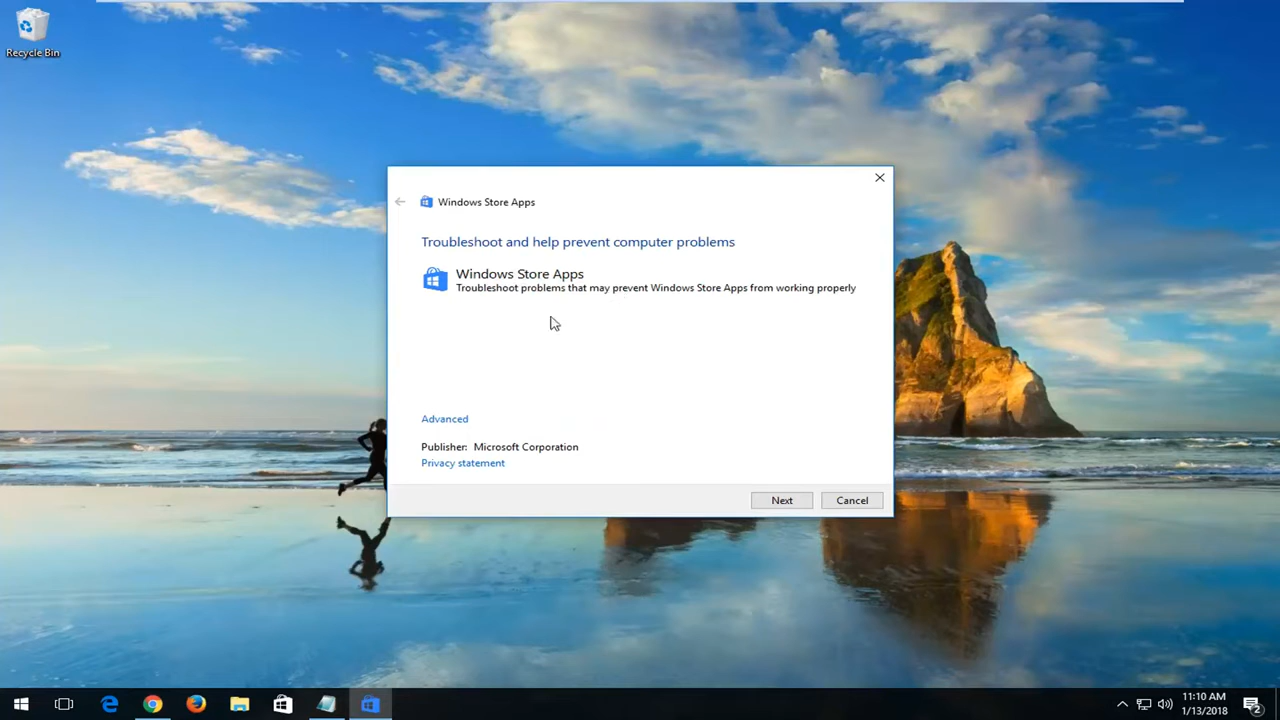 Recycle Bin
Windows Store Apps
Troubleshoot and help prevent computer problems
Windows Store Apps
Troubleshoot problems that may prevent Windows Store Apps from working properly
Advanced
Publisher: Microsoft Corporation
Privacy statement
Next Cancel
11:10 AM
1/13/2018
2